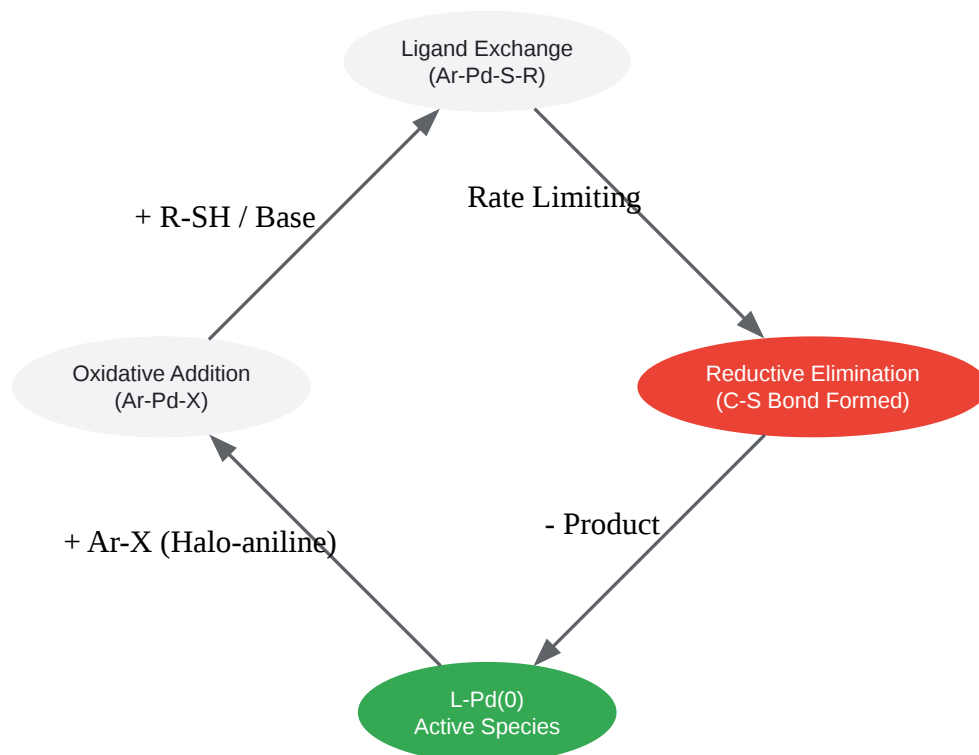 Ligand Exchange
(Ar-Pd-S-R)
Rate Limiting
+ R-SH / Base
Oxidative Addition
(Ar-Pd-X)
Reductive Elimination
(C-S Bond Formed)
- Product
+ Ar-X (Halo-aniline)
L-Pd(0)
Active Species